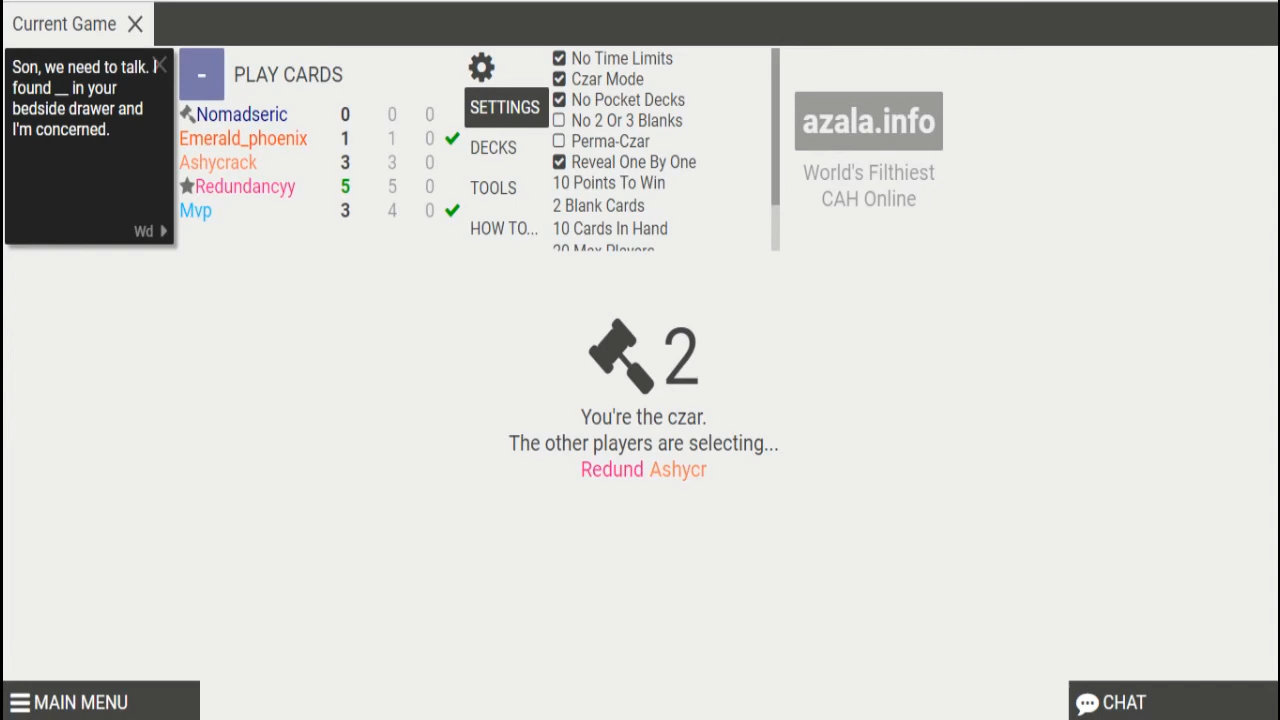 Current Game
Son, we need to talk. I
found __ in your
bedside drawer and
I'm concerned.
Wd
- PLAY CARDS
Nomadseric 0 0 0
Emerald_phoenix 1 1 0
Ashycrack 3 3 0
Redundancyy 5 5 0
Mvp 3 4 0
SETTINGS
DECKS
TOOLS
HOW TO...
No Time Limits
Czar Mode
No Pocket Decks
No 2 Or 3 Blanks
Perma-Czar
Reveal One By One
10 Points To Win
2 Blank Cards
10 Cards In Hand
20 Max Players
azala.info
World's Filthiest
CAH Online
2
You're the czar.
The other players are selecting...
Redund Ashycr
MAIN MENU
CHAT